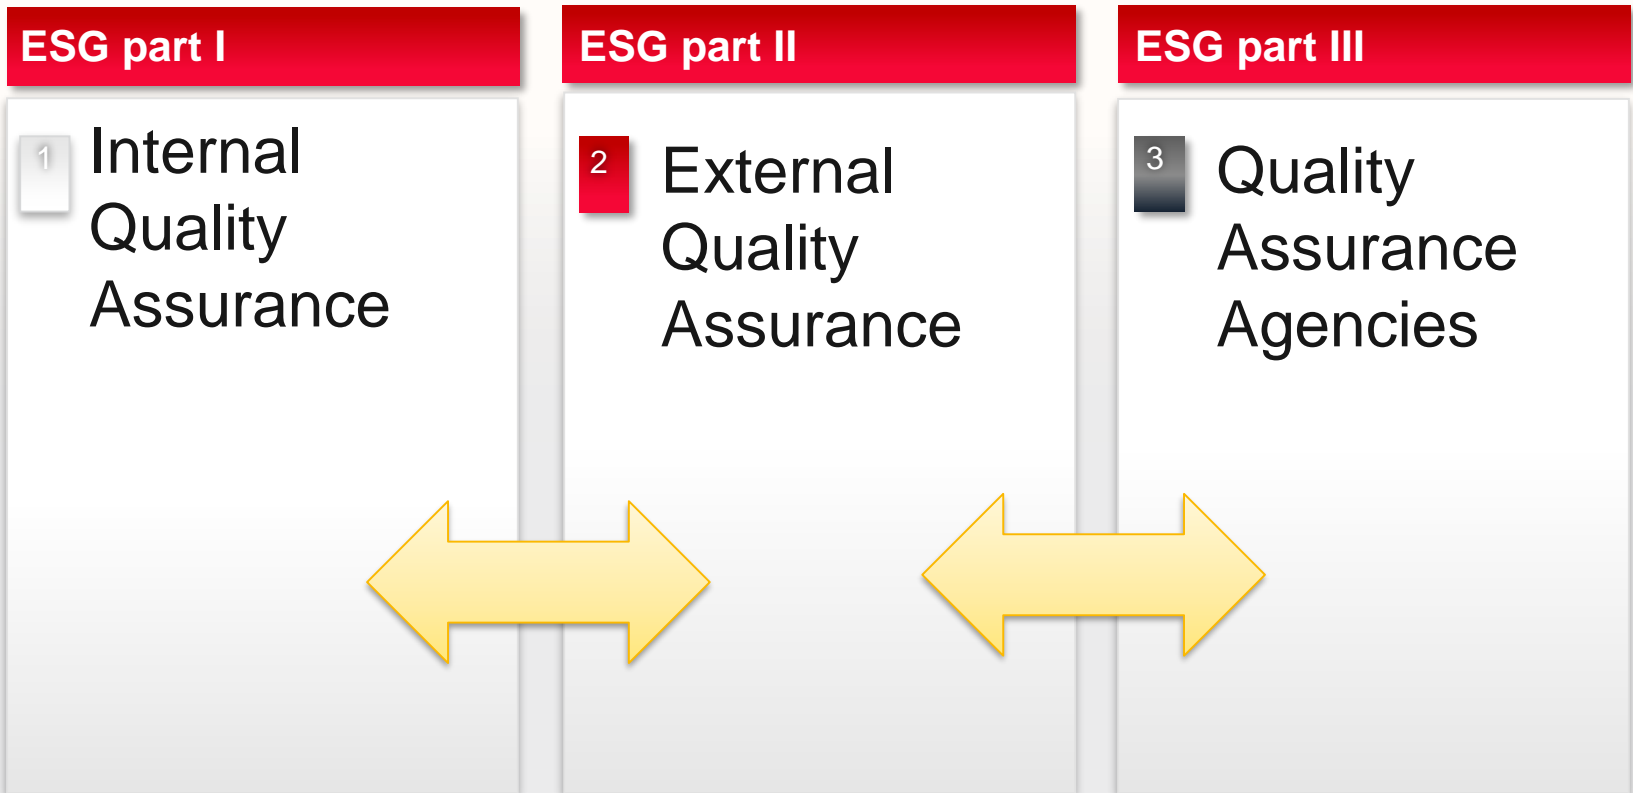 ESG part I
1
Internal
Quality
Assurance
ESG part II
2
External
Quality
Assurance
ESG part III
3
Quality
Assurance
Agencies